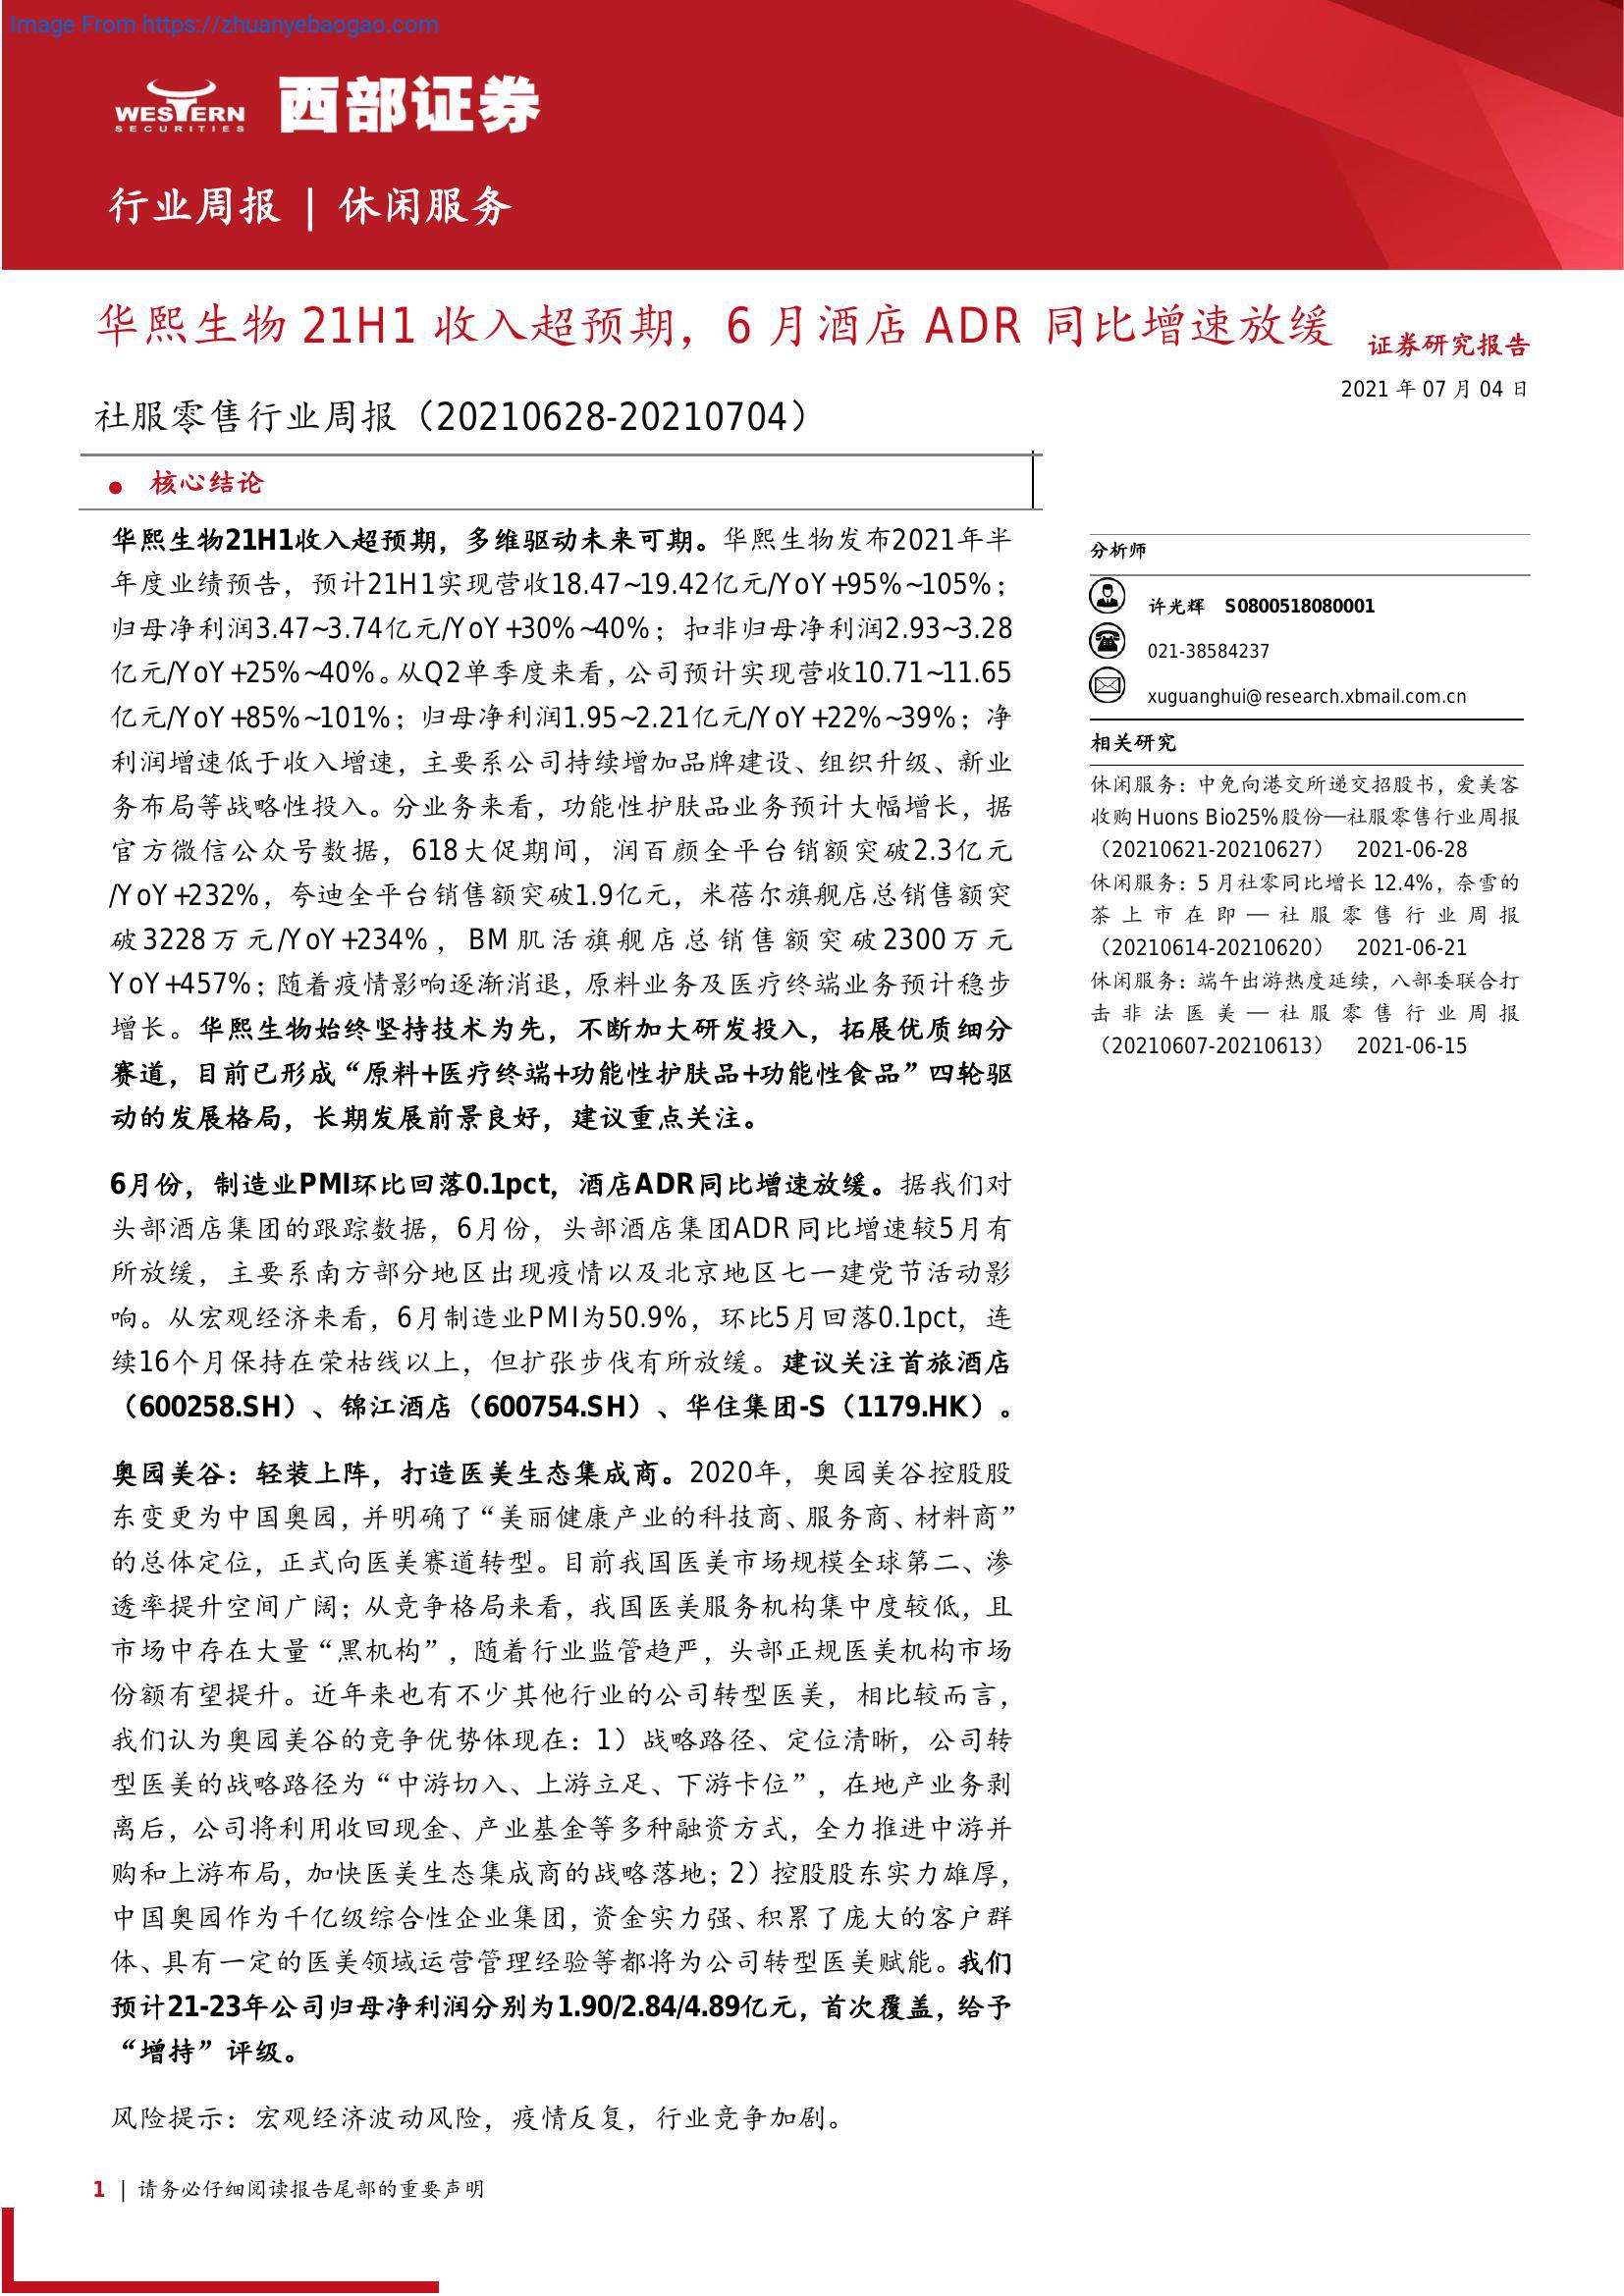 Image From https://zhuanyebaogao.com
WESTERN
SECURITIES
西部证券
行业周报 | 休闲服务
华熙生物 21H1 收入超预期，6 月酒店 ADR 同比增速放缓
证券研究报告
2021 年 07 月 04 日
社服零售行业周报（20210628-20210704）
● 核心结论
华熙生物21H1收入超预期，多维驱动未来可期。华熙生物发布2021年半
年度业绩预告，预计21H1实现营收18.47~19.42亿元/YoY+95%~105%；
归母净利润3.47~3.74亿元/YoY+30%~40%；扣非归母净利润2.93~3.28
亿元/YoY+25%~40%。从Q2单季度来看，公司预计实现营收10.71~11.65
亿元/YoY+85%~101%；归母净利润1.95~2.21亿元/YoY+22%~39%；净
利润增速低于收入增速，主要系公司持续增加品牌建设、组织升级、新业
务布局等战略性投入。分业务来看，功能性护肤品业务预计大幅增长，据
官方微信公众号数据，618大促期间，润百颜全平台销额突破2.3亿元
/YoY+232%，夸迪全平台销售额突破1.9亿元，米蓓尔旗舰店总销售额突
破3228万元/YoY+234%，BM肌活旗舰店总销售额突破2300万元
YoY+457%；随着疫情影响逐渐消退，原料业务及医疗终端业务预计稳步
增长。华熙生物始终坚持技术为先，不断加大研发投入，拓展优质细分
赛道，目前已形成“原料+医疗终端+功能性护肤品+功能性食品”四轮驱
动的发展格局，长期发展前景良好，建议重点关注。
6月份，制造业PMI环比回落0.1pct，酒店ADR同比增速放缓。据我们对
头部酒店集团的跟踪数据，6月份，头部酒店集团ADR同比增速较5月有
所放缓，主要系南方部分地区出现疫情以及北京地区七一建党节活动影
响。从宏观经济来看，6月制造业PMI为50.9%，环比5月回落0.1pct，连
续16个月保持在荣枯线以上，但扩张步伐有所放缓。建议关注首旅酒店
（600258.SH）、锦江酒店（600754.SH）、华住集团-S（1179.HK）。
奥园美谷：轻装上阵，打造医美生态集成商。2020年，奥园美谷控股股
东变更为中国奥园，并明确了“美丽健康产业的科技商、服务商、材料商”
的总体定位，正式向医美赛道转型。目前我国医美市场规模全球第二、渗
透率提升空间广阔；从竞争格局来看，我国医美服务机构集中度较低，且
市场中存在大量“黑机构”，随着行业监管趋严，头部正规医美机构市场
份额有望提升。近年来也有不少其他行业的公司转型医美，相比较而言，
我们认为奥园美谷的竞争优势体现在：1）战略路径、定位清晰，公司转
型医美的战略路径为“中游切入、上游立足、下游卡位”，在地产业务剥
离后，公司将利用收回现金、产业基金等多种融资方式，全力推进中游并
购和上游布局，加快医美生态集成商的战略落地；2）控股股东实力雄厚，
中国奥园作为千亿级综合性企业集团，资金实力强、积累了庞大的客户群
体、具有一定的医美领域运营管理经验等都将为公司转型医美赋能。我们
预计21-23年公司归母净利润分别为1.90/2.84/4.89亿元，首次覆盖，给予
“增持”评级。
风险提示：宏观经济波动风险，疫情反复，行业竞争加剧。
分析师
许光辉 S0800518080001
021-38584237
xuguanghui@research.xbmail.com.cn
相关研究
休闲服务：中免向港交所递交招股书，爱美客
收购 Huons Bio25%股份—社服零售行业周报
（20210621-20210627） 2021-06-28
休闲服务：5 月社零同比增长 12.4%，奈雪的
茶上市在即—社服零售行业周报
（20210614-20210620） 2021-06-21
休闲服务：端午出游热度延续，八部委联合打
击非法医美—社服零售行业周报
（20210607-20210613） 2021-06-15
1 | 请务必仔细阅读报告尾部的重要声明